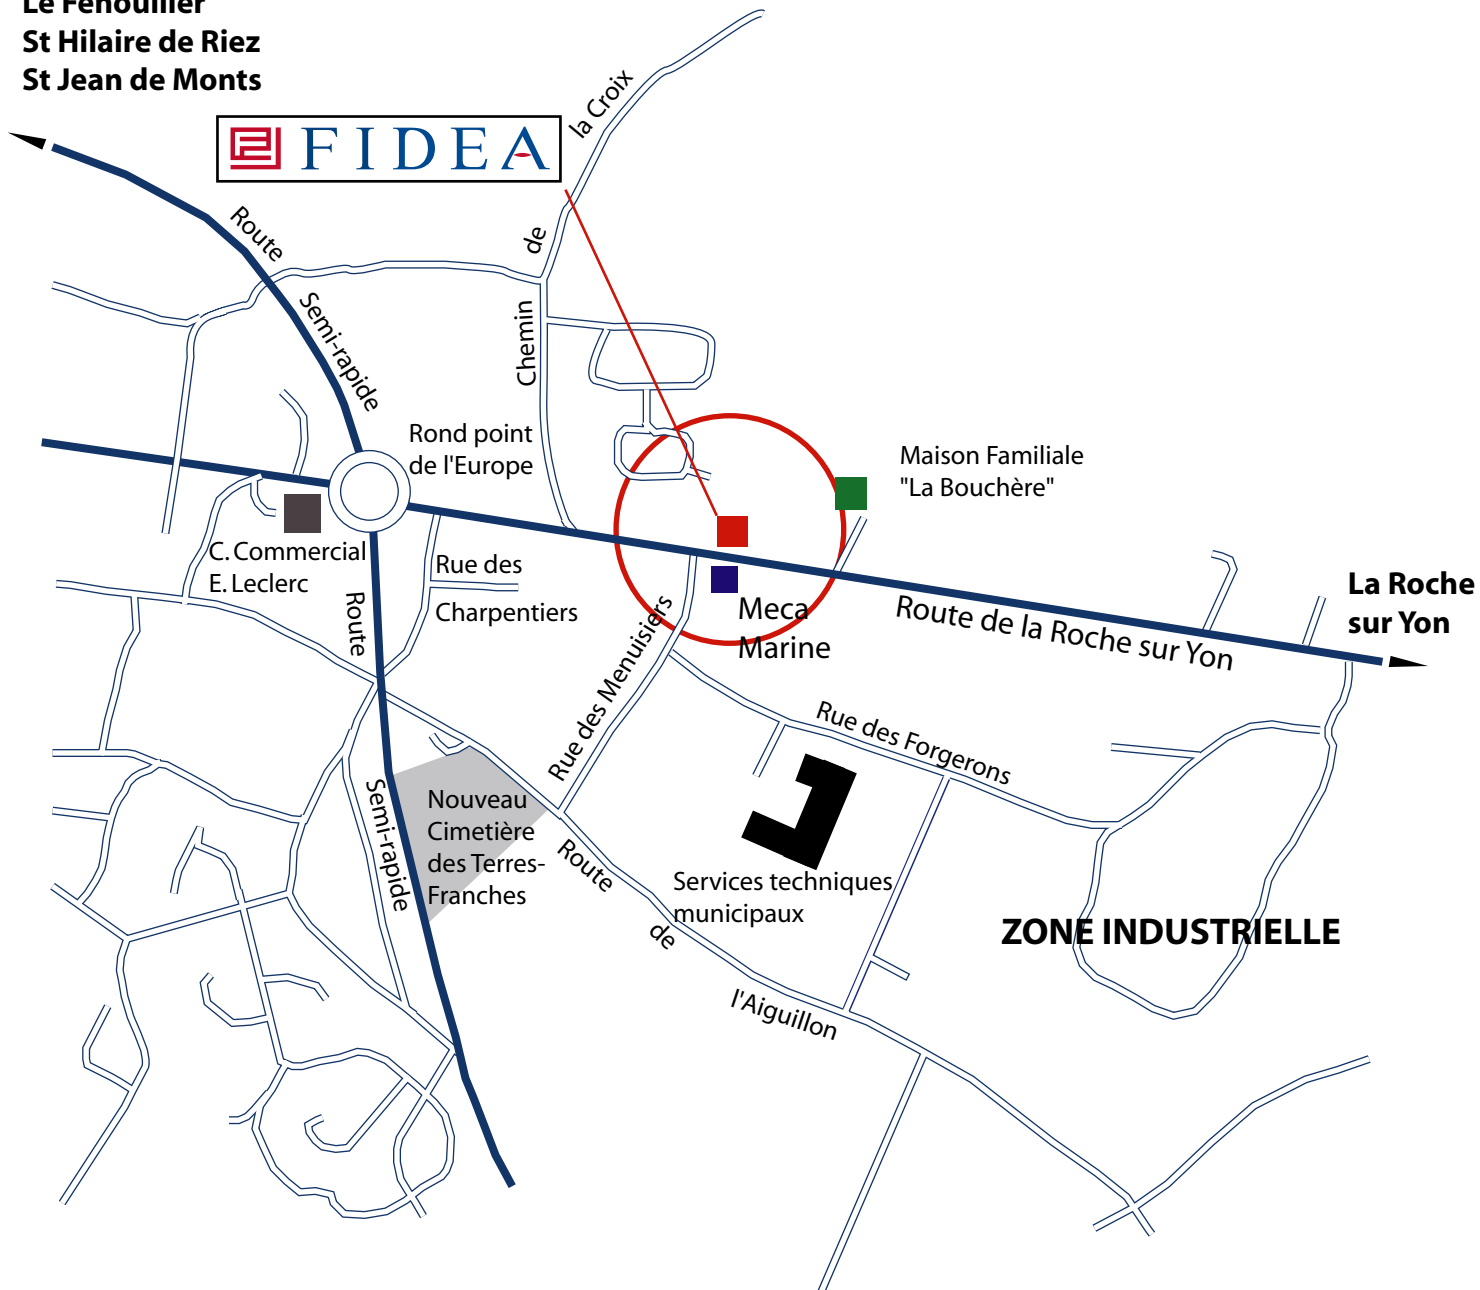 Le Fenouiller
St Hilaire de Riez
St Jean de Monts
FIDEA
la Croix
de
Chemin
Route
Semi-rapide
Rond point
de l'Europe
Maison Familiale
"La Bouchère"
C. Commercial
E. Leclerc
Rue des
Charpentiers
Route
Semi-rapide
Meca
Marine
Route de la Roche sur Yon
La Roche
sur Yon
Rue des Menuisiers
Rue des Forgerons
Nouveau
Cimetière
des Terres-
Franches
Route
de
l'Aiguillon
Services techniques
municipaux
ZONE INDUSTRIELLE